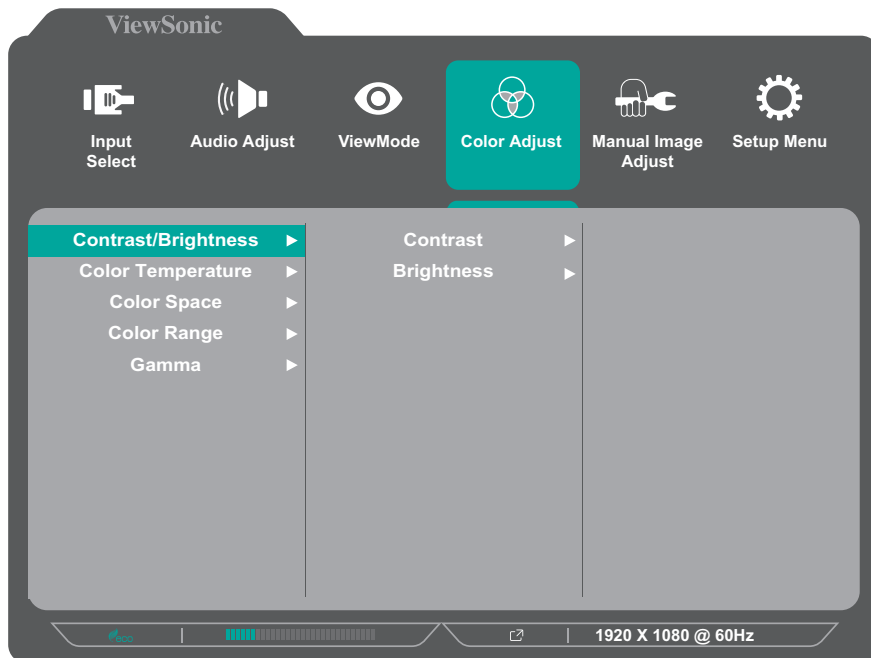 ViewSonic
Input
Select
Audio Adjust
ViewMode
Color Adjust
Manual Image
Adjust
Setup Menu
Contrast/Brightness
Color Temperature
Color Space
Color Range
Gamma
Contrast
Brightness
eco
1920 X 1080 @ 60Hz